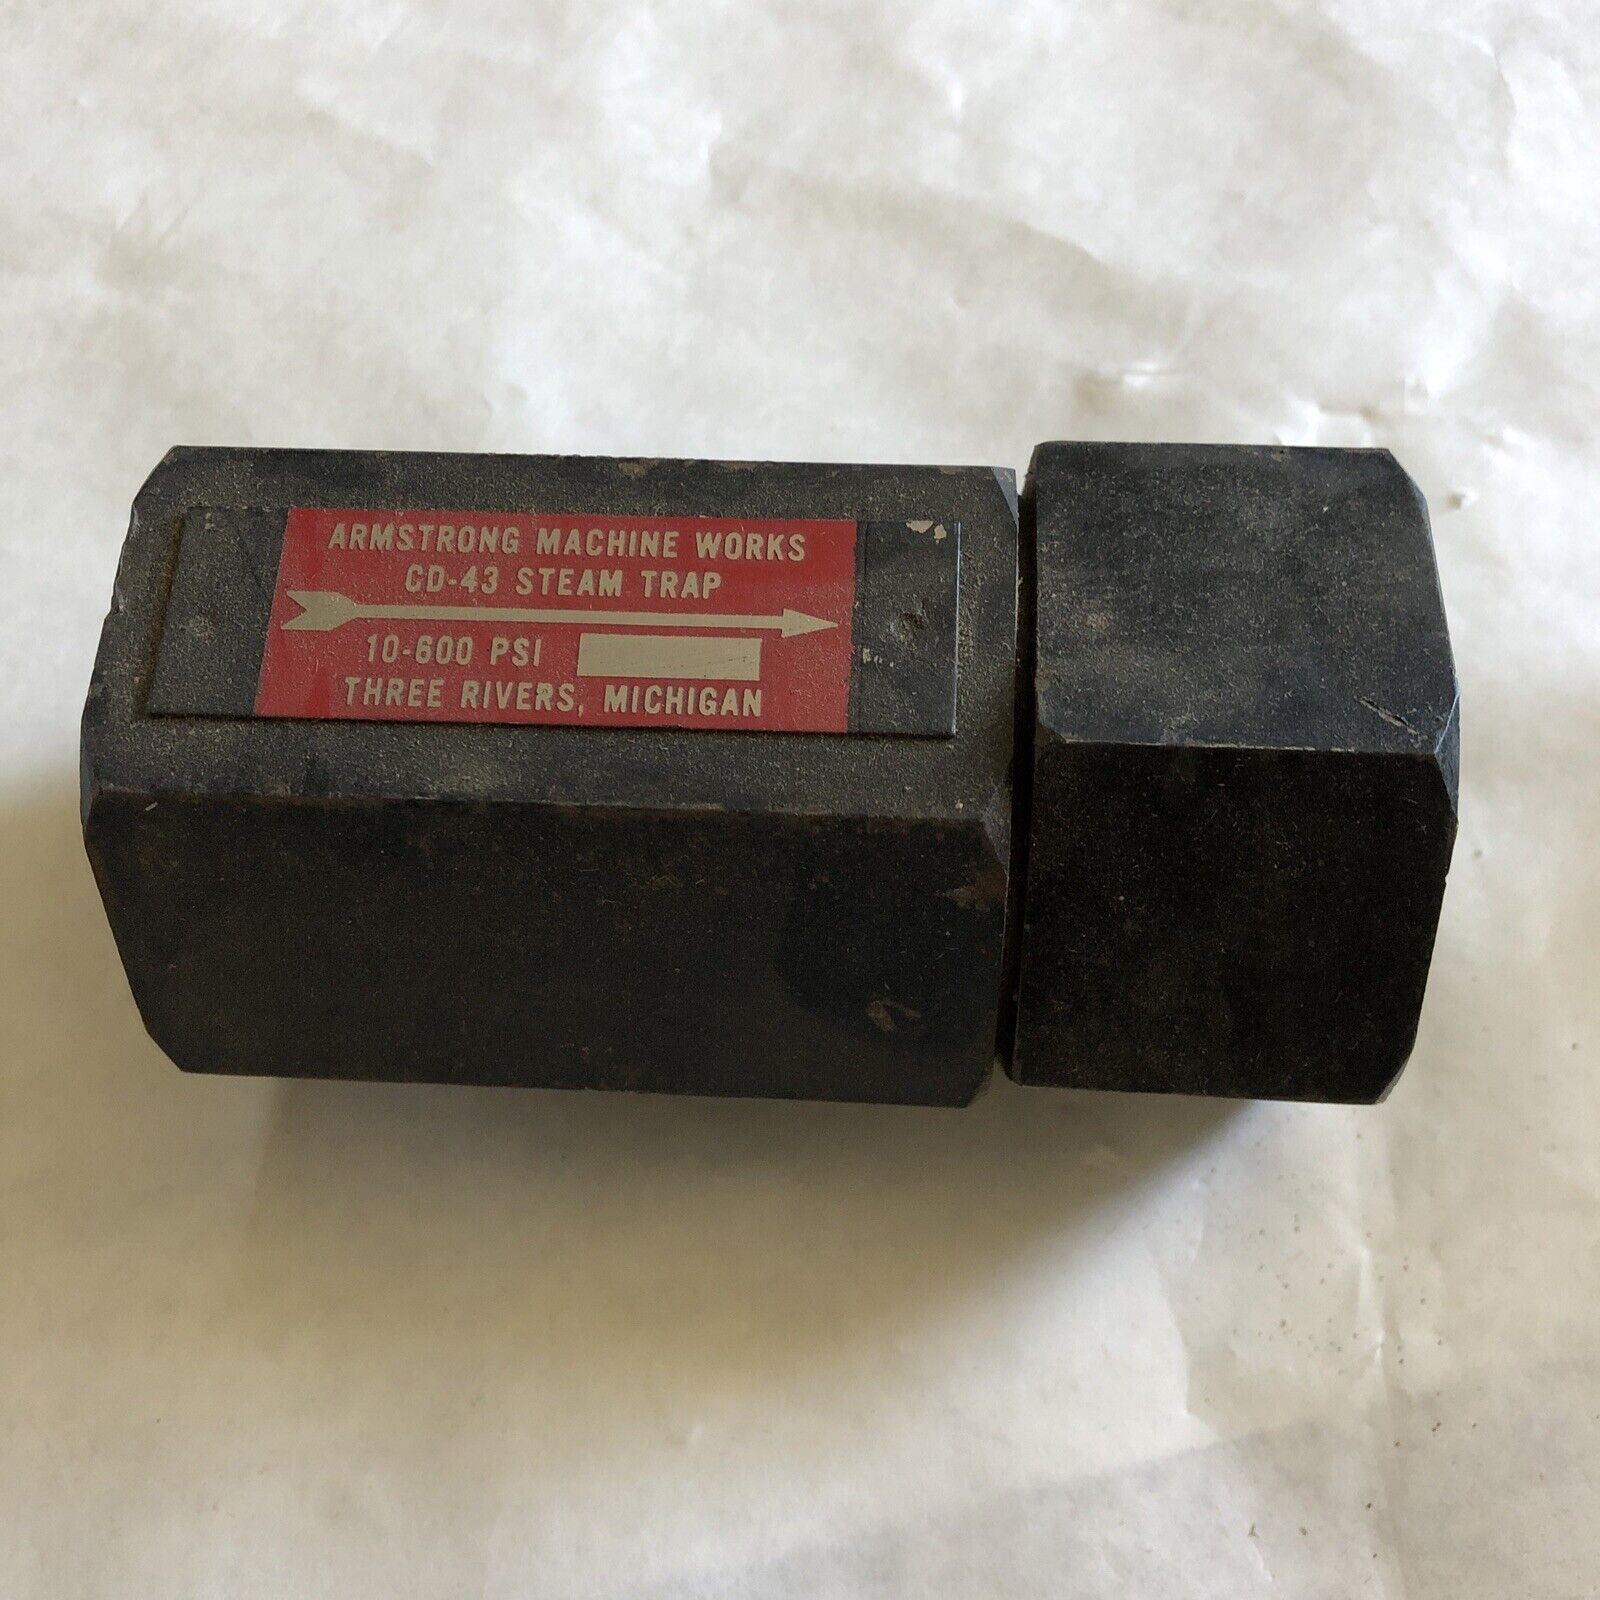 ARMSTRONG MACHINE WORKS
CD-43 STEAM TRAP
10-600 PSI
THREE RIVERS, MICHIGAN